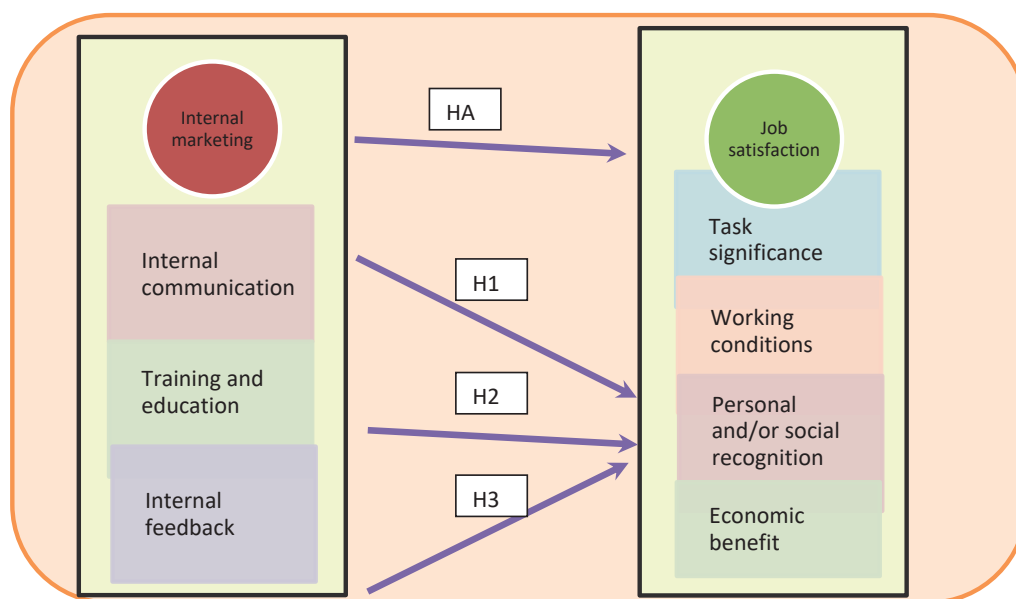 Internal
marketing
Internal
communication
Training and
education
Internal
feedback
HA
H1
H2
H3
Job
satisfaction
Task
significance
Working
conditions
Personal
and/or social
recognition
Economic
benefit